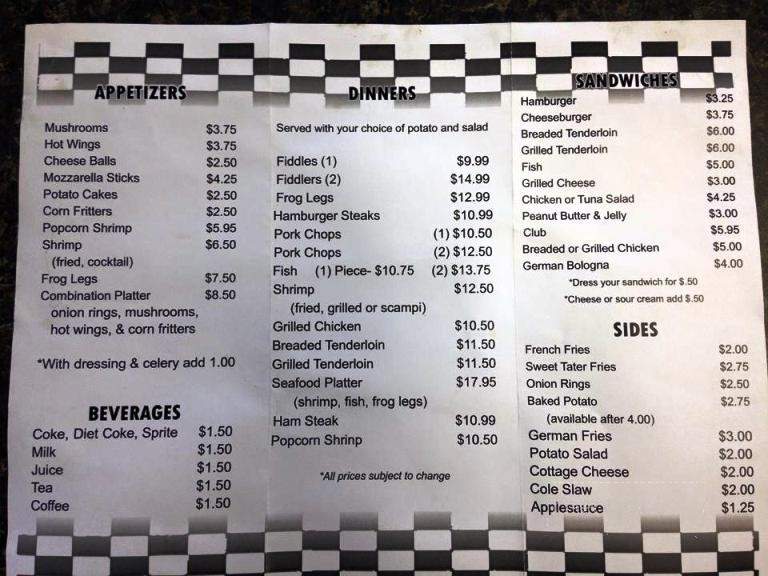 APPETIZERS
Mushrooms $3.75
Hot Wings $3.75
Cheese Balls $2.50
Mozzarella Sticks $4.25
Potato Cakes $2.50
Corn Fritters $2.50
Popcorn Shrimp $5.95
Shrimp $6.50
(fried, cocktail)
Frog Legs $7.50
Combination Platter $8.50
onion rings, mushrooms,
hot wings, & corn fritters
*With dressing & celery add 1.00
BEVERAGES
Coke, Diet Coke, Sprite $1.50
Milk $1.50
Juice $1.50
Tea $1.50
Coffee $1.50
DINNERS
Served with your choice of potato and salad
Fiddles (1) $9.99
Fiddlers (2) $14.99
Frog Legs $12.99
Hamburger Steaks $10.99
Pork Chops (1) $10.50
Pork Chops (2) $12.50
Fish (1) Piece- $10.75 (2) $13.75
Shrimp $12.50
(fried, grilled or scampi)
Grilled Chicken $10.50
Breaded Tenderloin $11.50
Grilled Tenderloin $11.50
Seafood Platter $17.95
(shrimp, fish, frog legs)
Ham Steak $10.99
Popcorn Shrinp $10.50
*All prices subject to change
SANDWICHES
Hamburger $3.25
Cheeseburger $3.75
Breaded Tenderloin $6.00
Grilled Tenderloin $6.00
Fish $5.00
Grilled Cheese $3.00
Chicken or Tuna Salad $4.25
Peanut Butter & Jelly $3.00
Club $5.95
Breaded or Grilled Chicken $5.00
German Bologna $4.00
*Dress your sandwich for $.50
*Cheese or sour cream add $.50
SIDES
French Fries $2.00
Sweet Tater Fries $2.75
Onion Rings $2.50
Baked Potato $2.75
(available after 4.00)
German Fries $3.00
Potato Salad $2.00
Cottage Cheese $2.00
Cole Slaw $2.00
Applesauce $1.25